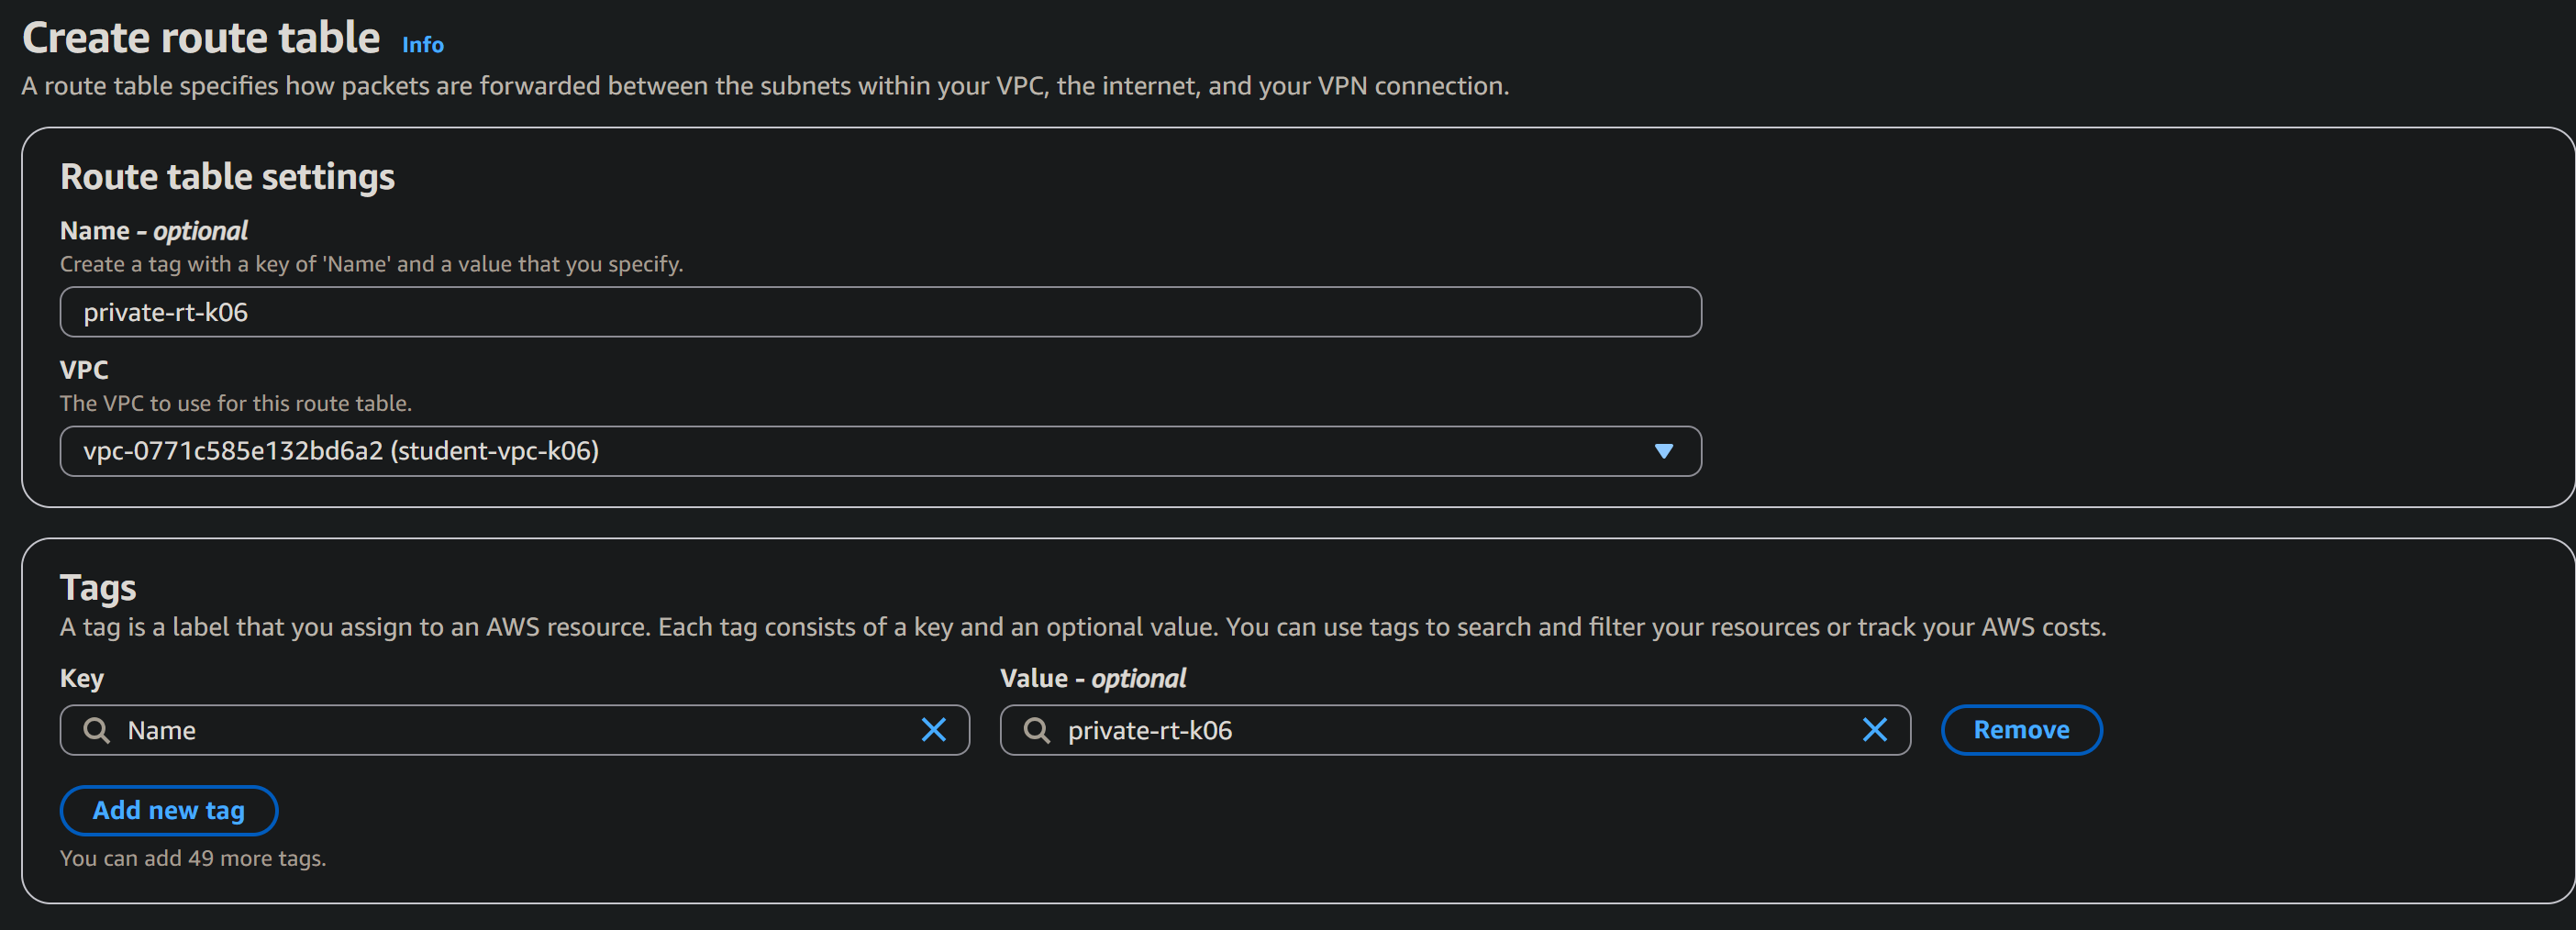 Create route table Info
A route table specifies how packets are forwarded between the subnets within your VPC, the internet, and your VPN connection.
Route table settings
Name - optional
Create a tag with a key of 'Name' and a value that you specify.
private-rt-k06
VPC
The VPC to use for this route table.
vpc-0771c585e132bd6a2 (student-vpc-k06)
Tags
A tag is a label that you assign to an AWS resource. Each tag consists of a key and an optional value. You can use tags to search and filter your resources or track your AWS costs.
Key Value - optional
Name private-rt-k06 Remove
Add new tag
You can add 49 more tags.